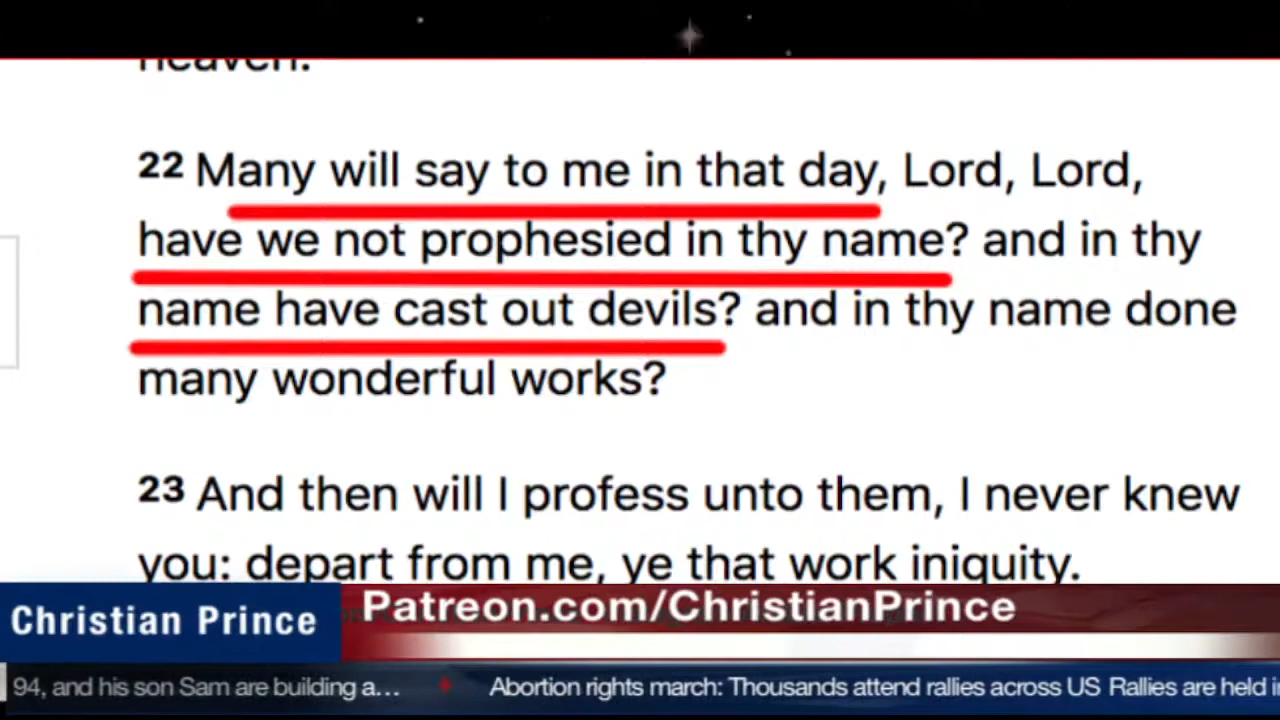 heaven.
22 Many will say to me in that day, Lord, Lord,
have we not prophesied in thy name? and in thy
name have cast out devils? and in thy name done
many wonderful works?
23 And then will I profess unto them, I never knew
you: depart from me, ye that work iniquity.
Christian Prince
Patreon.com/ChristianPrince
94, and his son Sam are building a… Abortion rights march: Thousands attend rallies across US Rallies are held